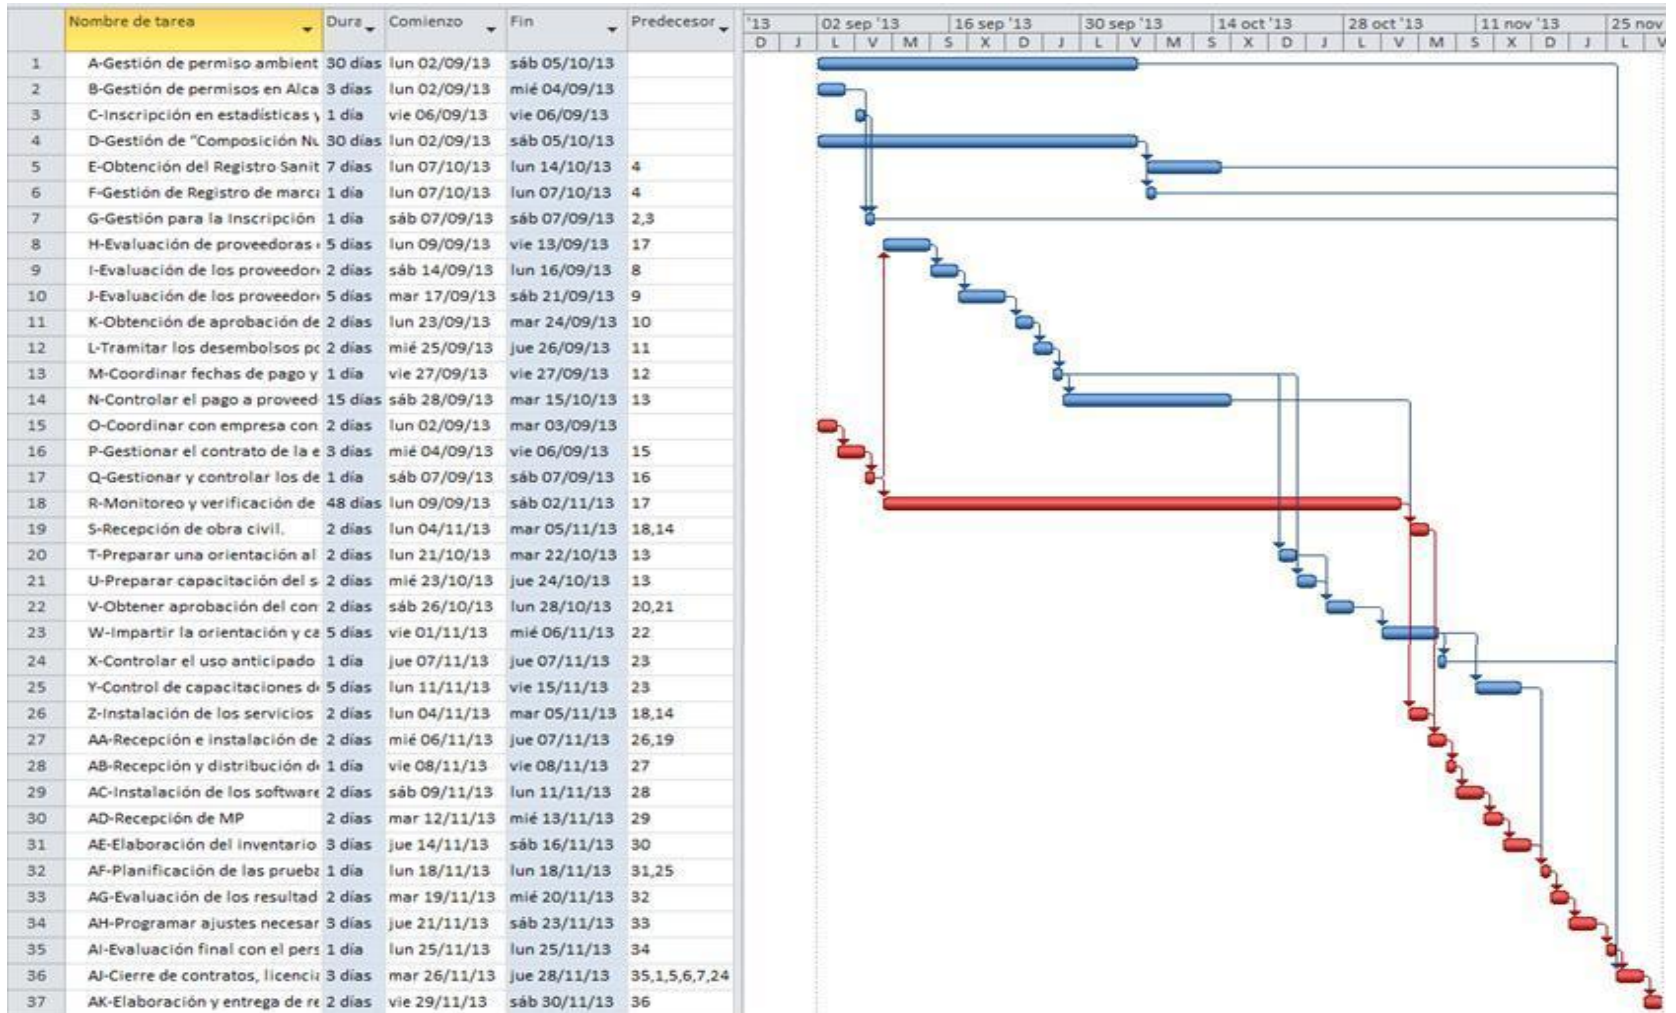 Nombre de tarea Dura Comienzo Fin Predecesor '13 02 sep '13 16 sep '13 30 sep '13 14 oct '13 28 oct '13 11 nov '13 25 nov
D J L V M S X D J L V M S X D J L V M S X D J L V
1 A-Gestión de permiso ambient 30 días lun 02/09/13 sáb 05/10/13
2 B-Gestión de permisos en Alca 3 días lun 02/09/13 mié 04/09/13
3 C-Inscripción en estadísticas y 1 día vie 06/09/13 vie 06/09/13
4 D-Gestión de "Composición Nu 30 días lun 02/09/13 sáb 05/10/13
5 E-Obtención del Registro Sanit 7 días lun 07/10/13 lun 14/10/13 4
6 F-Gestión de Registro de marca 1 día lun 07/10/13 lun 07/10/13 4
7 G-Gestión para la Inscripción 1 día sáb 07/09/13 sáb 07/09/13 2,3
8 H-Evaluación de proveedoras 5 días lun 09/09/13 vie 13/09/13 17
9 I-Evaluación de los proveedor 2 días sáb 14/09/13 lun 16/09/13 8
10 J-Evaluación de los proveedor 5 días mar 17/09/13 sáb 21/09/13 9
11 K-Obtención de aprobación de 2 días lun 23/09/13 mar 24/09/13 10
12 L-Tramitar los desembolsos po 2 días mié 25/09/13 jue 26/09/13 11
13 M-Coordinar fechas de pago y 1 día vie 27/09/13 vie 27/09/13 12
14 N-Controlar el pago a proveed 15 días sáb 28/09/13 mar 15/10/13 13
15 O-Coordinar con empresa con 2 días lun 02/09/13 mar 03/09/13
16 P-Gestionar el contrato de la e 3 días mié 04/09/13 vie 06/09/13 15
17 Q-Gestionar y controlar los de 1 día sáb 07/09/13 sáb 07/09/13 16
18 R-Monitoreo y verificación de 48 días lun 09/09/13 sáb 02/11/13 17
19 S-Recepción de obra civil. 2 días lun 04/11/13 mar 05/11/13 18,14
20 T-Preparar una orientación al 2 días lun 21/10/13 mar 22/10/13 13
21 U-Preparar capacitación del s 2 días mié 23/10/13 jue 24/10/13 13
22 V-Obtener aprobación del con 2 días sáb 26/10/13 lun 28/10/13 20,21
23 W-Impartir la orientación y ca 5 días vie 01/11/13 mié 06/11/13 22
24 X-Controlar el uso anticipado 1 día jue 07/11/13 jue 07/11/13 23
25 Y-Control de capacitaciones d 5 días lun 11/11/13 vie 15/11/13 23
26 Z-Instalación de los servicios 2 días lun 04/11/13 mar 05/11/13 18,14
27 AA-Recepción e instalación de 2 días mié 06/11/13 jue 07/11/13 26,19
28 AB-Recepción y distribución d 1 día vie 08/11/13 vie 08/11/13 27
29 AC-Instalación de los software 2 días sáb 09/11/13 lun 11/11/13 28
30 AD-Recepción de MP 2 días mar 12/11/13 mié 13/11/13 29
31 AE-Elaboración del inventario 3 días jue 14/11/13 sáb 16/11/13 30
32 AF-Planificación de las prueba 1 día lun 18/11/13 lun 18/11/13 31,25
33 AG-Evaluación de los resultad 2 días mar 19/11/13 mié 20/11/13 32
34 AH-Programar ajustes necesar 3 días jue 21/11/13 sáb 23/11/13 33
35 AI-Evaluación final con el pers 1 día lun 25/11/13 lun 25/11/13 34
36 AJ-Cierre de contratos, licencia 3 días mar 26/11/13 jue 28/11/13 35,1,5,6,7,24
37 AK-Elaboración y entrega de re 2 días vie 29/11/13 sáb 30/11/13 36